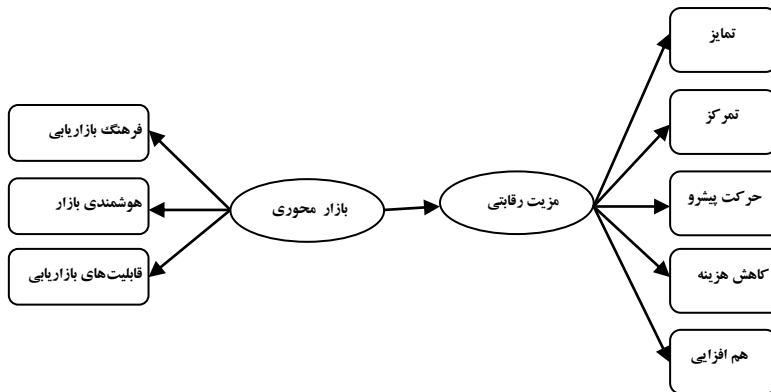 تمایز
تمرکز
حرکت پیشرو
کاهش هزینه
هم افزایی
مزیت رقابتی
بازار محوری
فرهنگ بازاریابی
هوشمندی بازار
قابلیت‌های بازاریابی